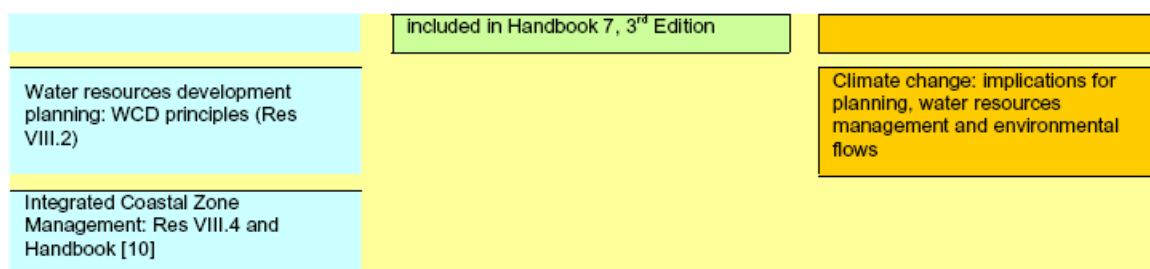 included in Handbook 7, 3rd Edition
Water resources development
planning: WCD principles (Res
VIII.2)
Climate change: implications for
planning, water resources
management and environmental
flows
Integrated Coastal Zone
Management: Res VIII.4 and
Handbook [10]